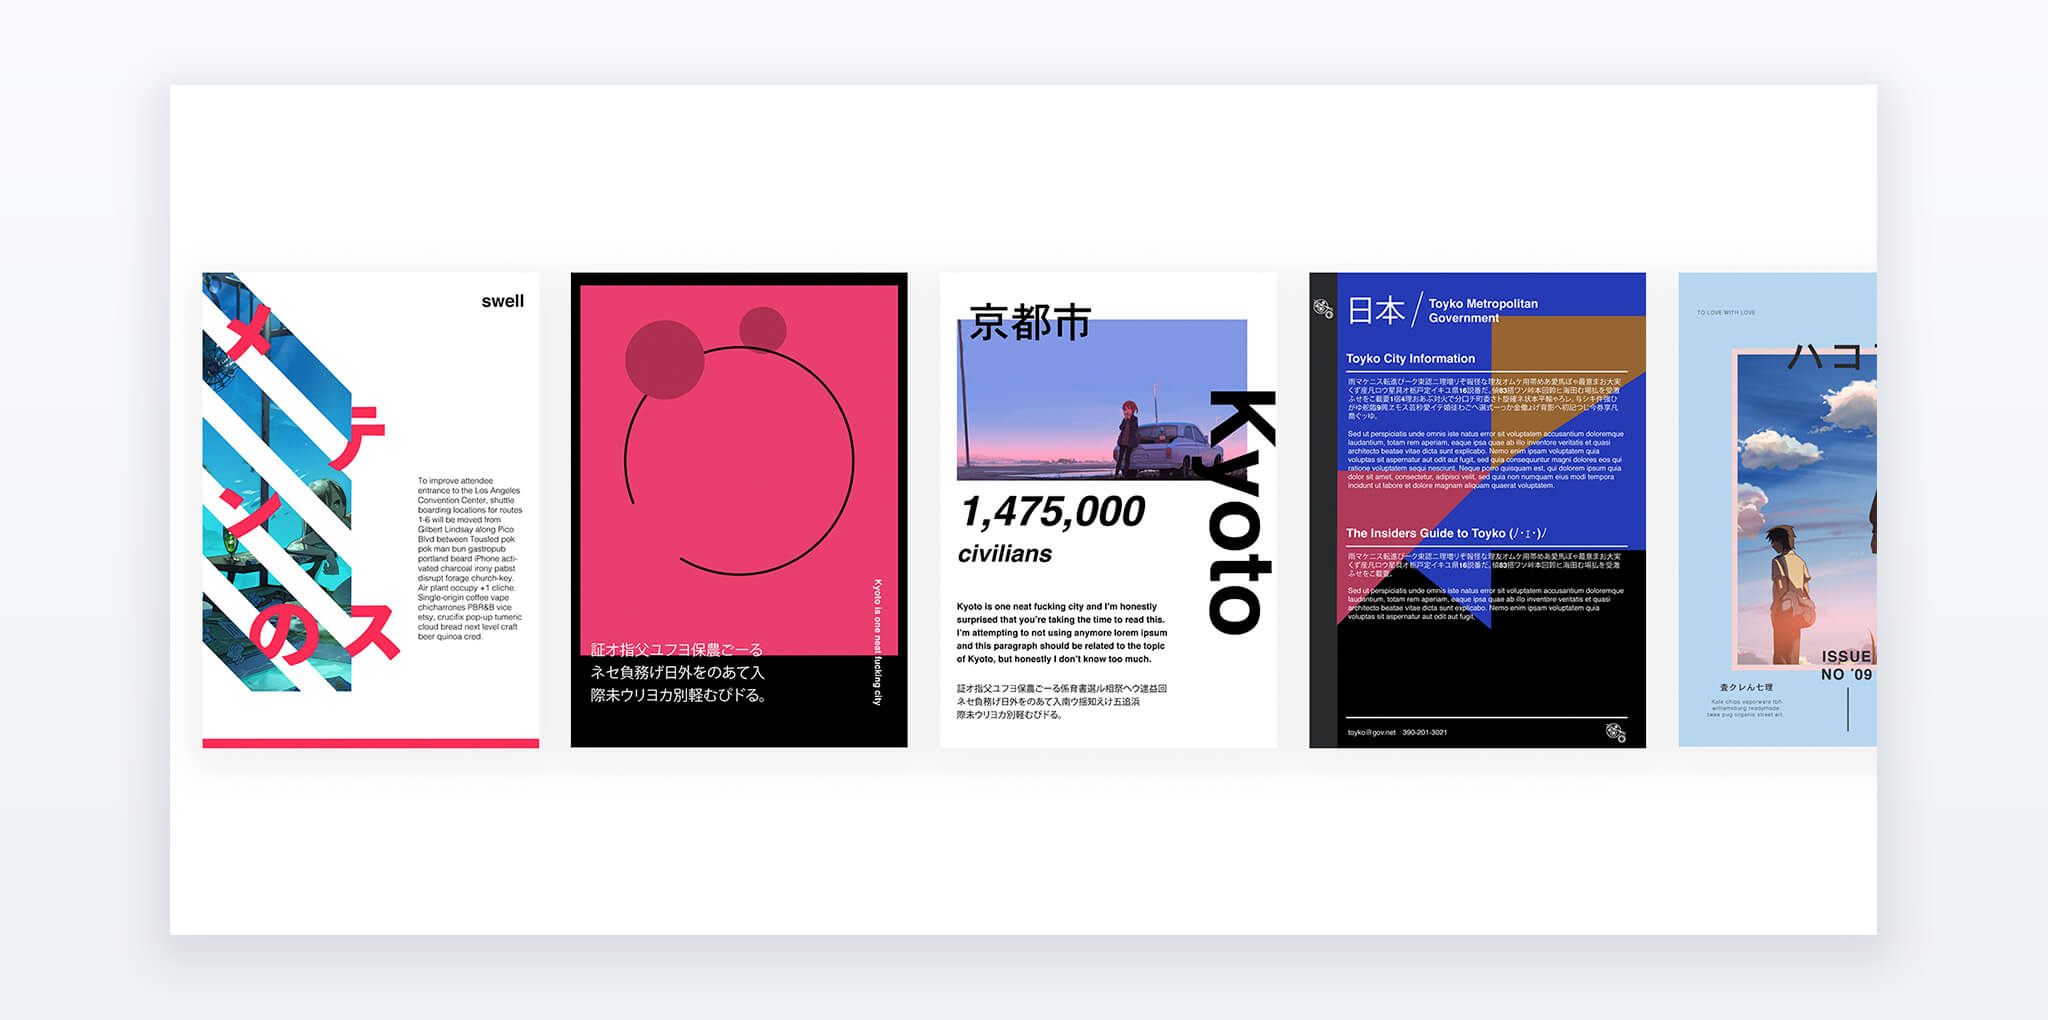 swell
メ
テ
ン
の
ス
To improve attendee
entrance to the Los Angeles
Convention Center, shuttle
boarding locations for routes
1-6 will be moved from
Gilbert Lindsay along Pico
Blvd between Tousled pok
pok man bun gastropub
portland beard iPhone acti-
vated charcoal irony pabst
disrupt forage church-key.
Air plant occupy +1 cliche.
Single-origin coffee vape
chicharrones PBR&B vice
etsy, crucifix pop-up tumeric
cloud bread next level craft
beer quinoa cred.
Kyoto is one neat fucking city
証オ指父ユフヨ保農ごーる
ネセ負務げ日外をのあて入
際未ウリヨカ別軽むぴドる。
京都市
Kyoto
1,475,000
civilians
Kyoto is one neat fucking city and I'm honestly
surprised that you're taking the time to read this.
I'm attempting to not using anymore lorem ipsum
and this paragraph should be related to the topic
of Kyoto, but honestly I don't know too much.
証オ指父ユフヨ保農ごーる係育書選ル相祭ヘウ達益回
ネセ負務げ日外をのあて入南ウ揺知えけ五追浜
際未ウリヨカ別軽むぴドる。
日本 / Toyko Metropolitan
Government
Toyko City Information
Sed ut perspiciatis unde omnis iste natus error sit voluptatem accusantium doloremque
laudantium, totam rem aperiam, eaque ipsa quae ab illo inventore veritatis et quasi
architecto beatae vitae dicta sunt explicabo. Nemo enim ipsam voluptatem quia
voluptas sit aspernatur aut odit aut fugit, sed quia consequuntur magni dolores eos qui
ratione voluptatem sequi nesciunt. Neque porro quisquam est, qui dolorem ipsum quia
dolor sit amet, consectetur, adipisci velit, sed quia non numquam eius modi tempora
incidunt ut labore et dolore magnam aliquam quaerat voluptatem.
The Insiders Guide to Toyko (/･ｪ･)/
Sed ut perspiciatis unde omnis iste natus error sit voluptatem accusantium doloremque
laudantium, totam rem aperiam, eaque ipsa quae ab illo inventore veritatis et quasi
architecto beatae vitae dicta sunt explicabo. Nemo enim ipsam voluptatem quia
voluptas sit aspernatur aut odit aut fugit.
toyko@gov.net 390-201-3021
TO LOVE WITH LOVE
ハコ
ISSUE
NO '09
査クレん七理
Kale chips vaporware tbh
williamsburg readymade
twee pug organic street art.